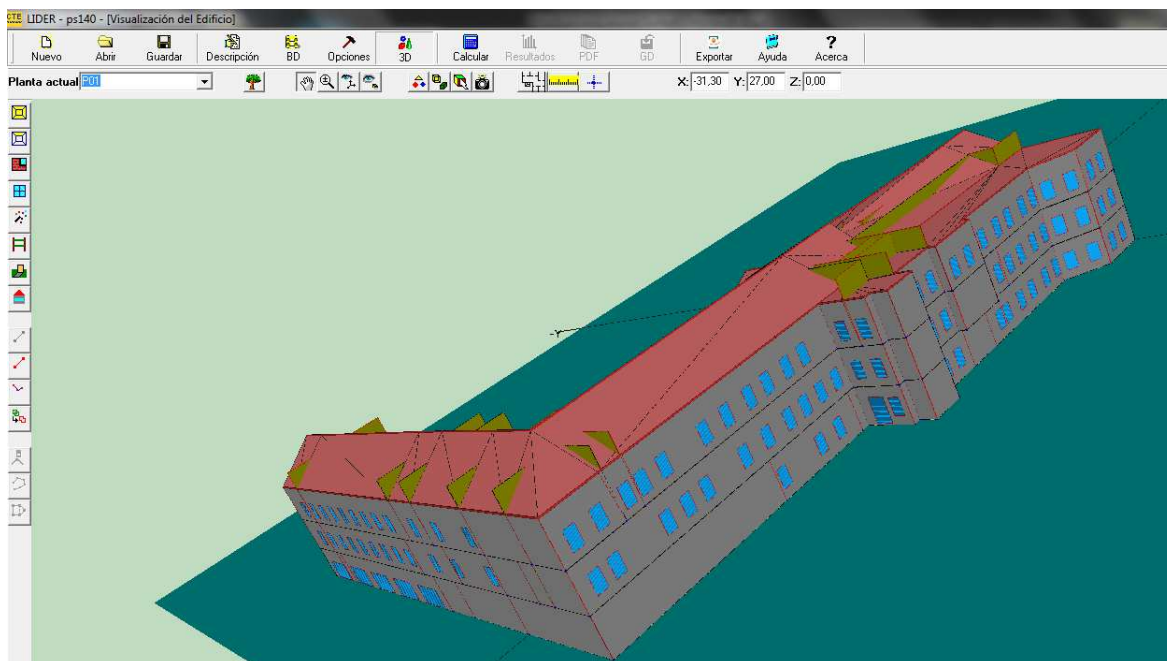 CTE LIDER - ps140 - [Visualización del Edificio]
Nuevo Abrir Guardar Descripción BD Opciones 3D Calcular Resultados PDF GD Exportar Ayuda Acerca
Planta actual P01 X: -31,30 Y: 27,00 Z: 0,00
-Y